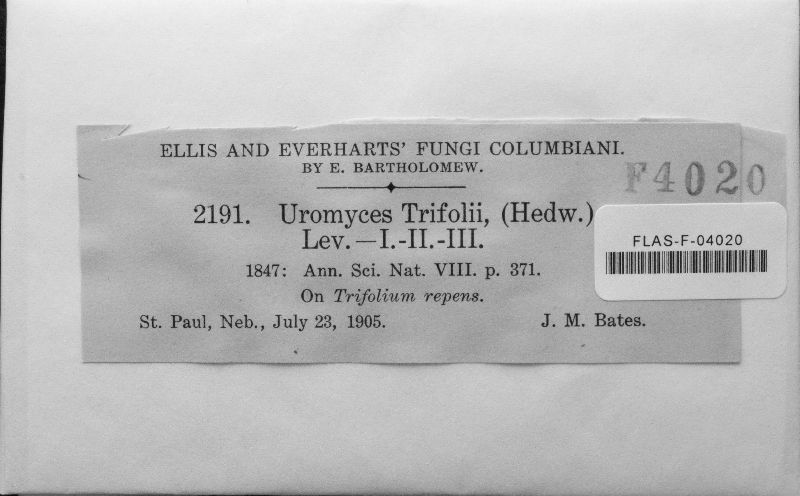 ELLIS AND EVERHARTS' FUNGI COLUMBIANI.
BY E. BARTHOLOMEW.
F4020
2191. Uromyces Trifolii, (Hedw.)
Lev.—I.-II.-III.
FLAS-F-04020
1847: Ann. Sci. Nat. VIII. p. 371.
On Trifolium repens.
St. Paul, Neb., July 23, 1905. J. M. Bates.